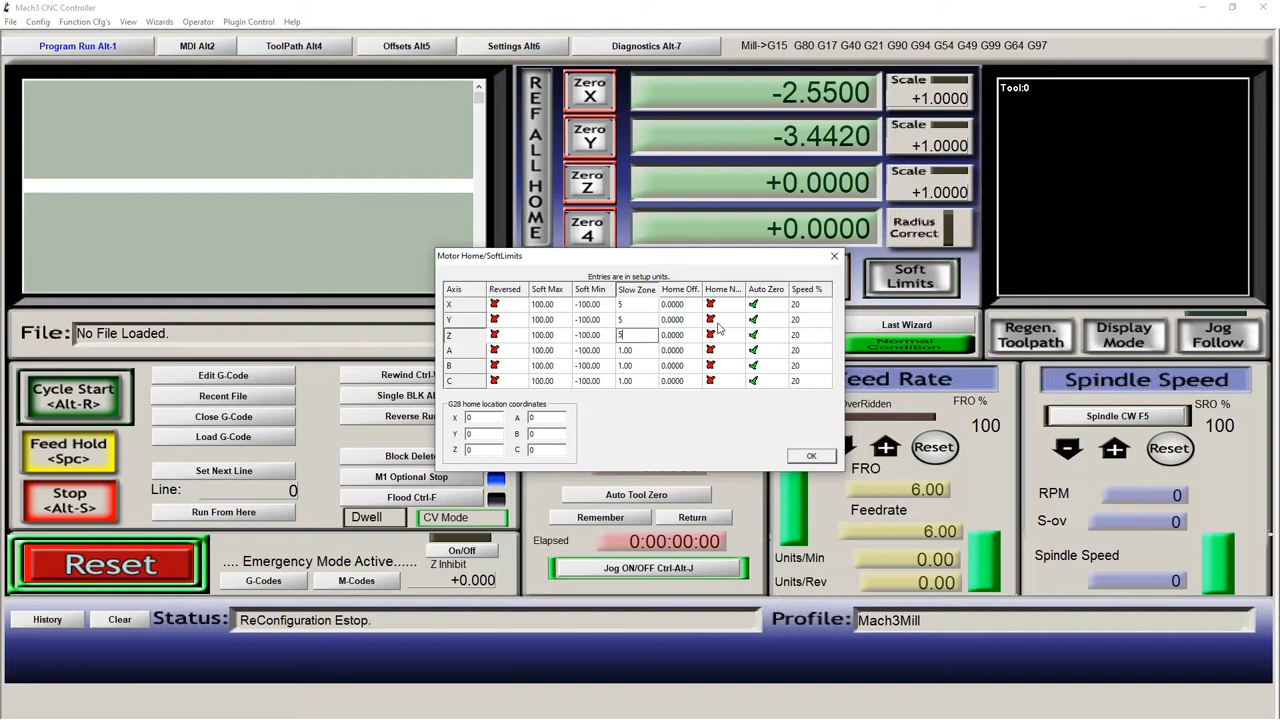 Mach3 CNC Controller
File Config Function Cfg's View Wizards Operator PlugIn Control Help
Program Run Alt-1 MDI Alt2 ToolPath Alt4 Offsets Alt5 Settings Alt6 Diagnostics Alt-7 Mill->G15 G80 G17 G40 G21 G90 G94 G54 G49 G99 G64 G97
REF ALL HOME
Zero X -2.5500 Scale +1.0000
Zero Y -3.4420 Scale +1.0000
Zero Z +0.0000 Scale +1.0000
Zero 4 +0.0000 Radius Correct
Tool:0
Soft Limits
File: No File Loaded.
Last Wizard
Normal Condition
Regen. Toolpath
Display Mode
Jog Follow
Motor Home/SoftLimits
Entries are in setup units.
Axis Reversed Soft Max Soft Min Slow Zone Home Off. Home N... Auto Zero Speed %
X 100.00 -100.00 5 0.0000 20
Y 100.00 -100.00 5 0.0000 20
Z 100.00 -100.00 5 0.0000 20
A 100.00 -100.00 1.00 0.0000 20
B 100.00 -100.00 1.00 0.0000 20
C 100.00 -100.00 1.00 0.0000 20
G28 home location coordinates
X 0 A 0
Y 0 B 0
Z 0 C 0
OK
Cycle Start
<Alt-R>
Feed Hold
<Spc>
Stop
<Alt-S>
Edit G-Code
Recent File
Close G-Code
Load G-Code
Set Next Line
Line: 0
Run From Here
Rewind Ctrl-
Single BLK Al
Reverse Run
Block Delete
M1 Optional Stop
Flood Ctrl-F
Dwell CV Mode
Auto Tool Zero
Remember Return
Elapsed 0:00:00:00
Jog ON/OFF Ctrl-Alt-J
eed Rate
OverRidden FRO %
100
Reset
FRO
6.00
Feedrate
6.00
Units/Min 0.00
Units/Rev 0.00
Spindle Speed
Spindle CW F5 SRO %
100
Reset
RPM 0
S-ov 0
Spindle Speed
0
Reset
.... Emergency Mode Active......
G-Codes M-Codes
On/Off
Z Inhibit
+0.000
History Clear Status: ReConfiguration Estop. Profile: Mach3Mill